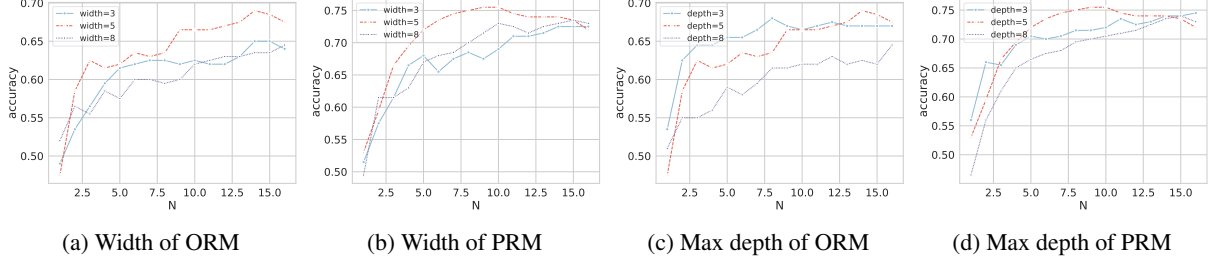 0.70
0.65
0.60
0.55
0.50
accuracy
width=3
width=5
width=8
2.5 5.0 7.5 10.0 12.5 15.0
N
(a) Width of ORM
0.75
0.70
0.65
0.60
0.55
0.50
accuracy
width=3
width=5
width=8
2.5 5.0 7.5 10.0 12.5 15.0
N
(b) Width of PRM
0.70
0.65
0.60
0.55
0.50
accuracy
depth=3
depth=5
depth=8
2.5 5.0 7.5 10.0 12.5 15.0
N
(c) Max depth of ORM
0.75
0.70
0.65
0.60
0.55
0.50
accuracy
depth=3
depth=5
depth=8
2.5 5.0 7.5 10.0 12.5 15.0
N
(d) Max depth of PRM